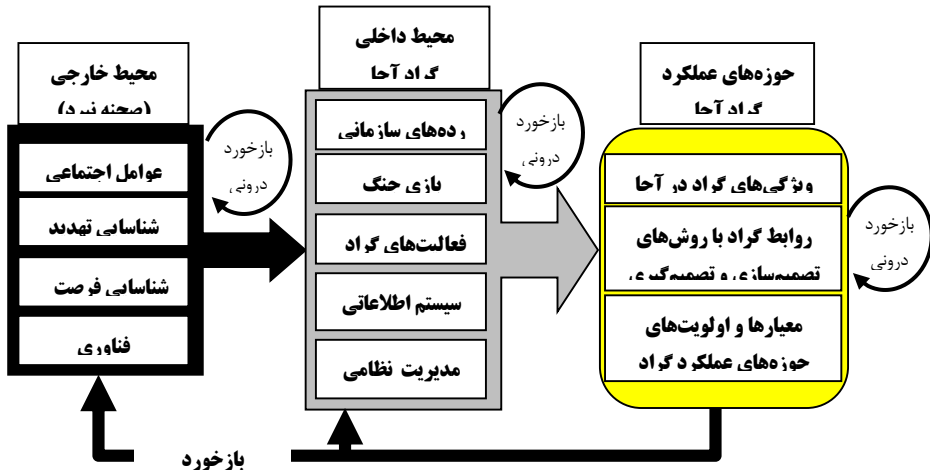 محیط خارجی
(صحنه نبرد)
بازخورد
درونی
عوامل اجتماعی
شناسایی تهدید
شناسایی فرصت
فناوری
محیط داخلی
گراد آجا
بازخورد
درونی
رده‌های سازمانی
بازی جنگ
فعالیت‌های گراد
سیستم اطلاعاتی
مدیریت نظامی
حوزه‌های عملکرد
گراد آجا
ویژگی‌های گراد در آجا
روابط گراد با روش‌های
تصمیم‌سازی و تصمیم‌گیری
معیارها و اولویت‌های
حوزه‌های عملکرد گراد
بازخورد
درونی
بازخورد